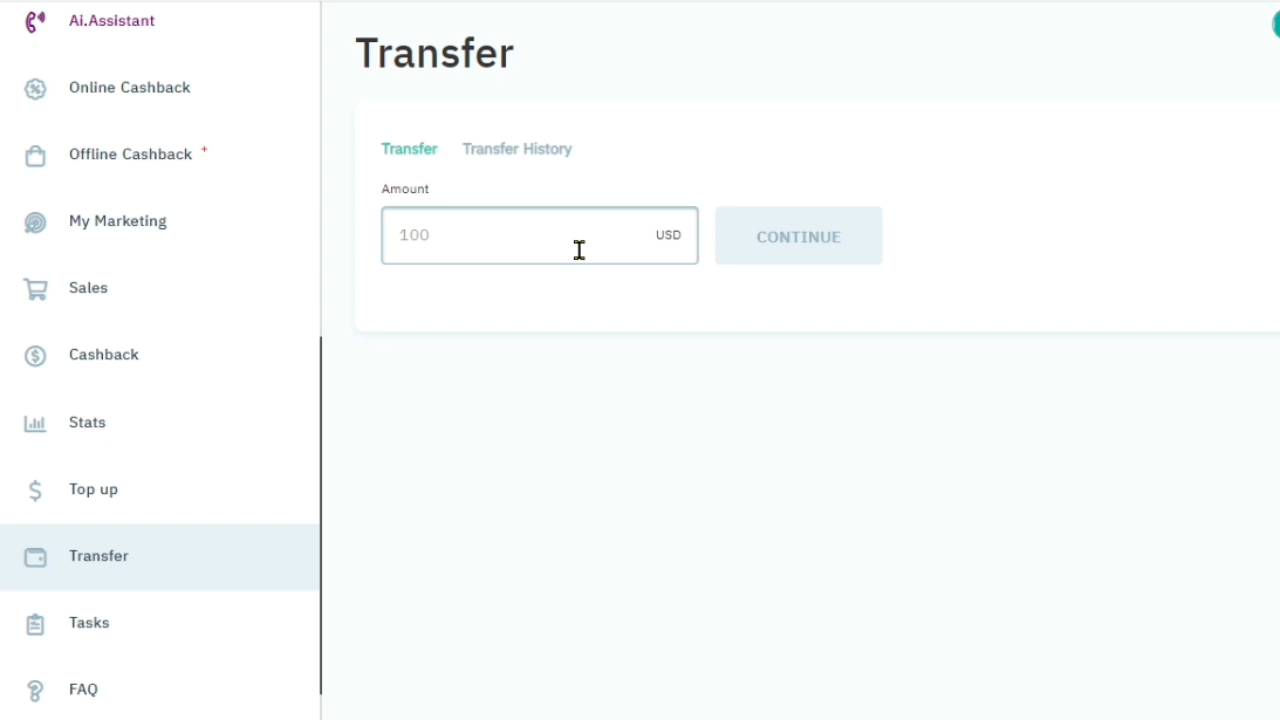 Ai.Assistant
Online Cashback
Offline Cashback *
My Marketing
Sales
Cashback
Stats
Top up
Transfer
Tasks
FAQ
Transfer
Transfer Transfer History
Amount
100 USD
CONTINUE